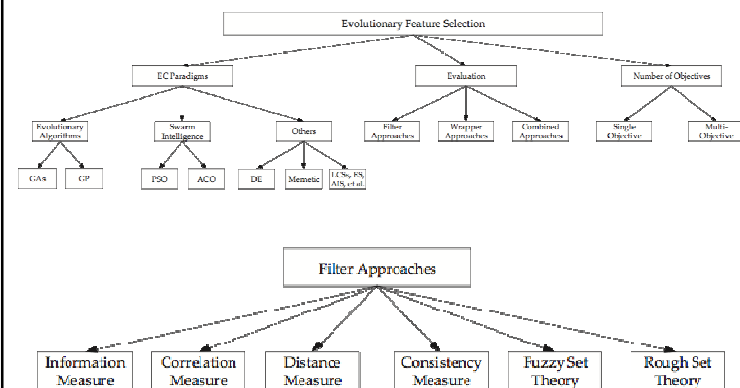 Evolutionary Feature Selection
EC Paradigms
Evaluation
Number of Objectives
Evolutionary
Algorithms
Swarm
Intelligence
Others
Filter
Approaches
Wrapper
Approaches
Combined
Approaches
Single
Objective
Multi-
Objective
GAs
GP
PSO
ACO
DE
Memetic
LCSs, ES,
AIS, et al.
Filter Approaches
Information
Measure
Correlation
Measure
Distance
Measure
Consistency
Measure
Fuzzy Set
Theory
Rough Set
Theory